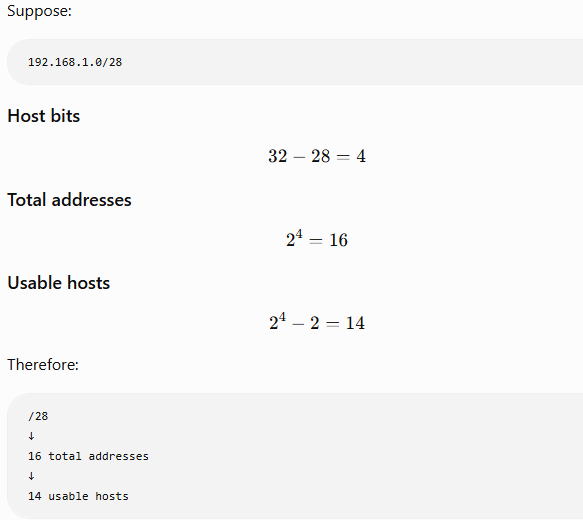 Suppose:
192.168.1.0/28
Host bits
32 − 28 = 4
Total addresses
2⁴ = 16
Usable hosts
2⁴ − 2 = 14
Therefore:
/28
↓
16 total addresses
↓
14 usable hosts